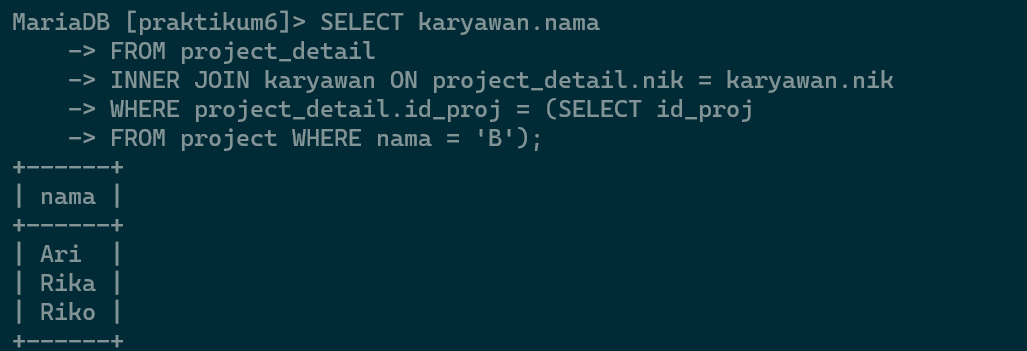 MariaDB [praktikum6]> SELECT karyawan.nama
    -> FROM project_detail
    -> INNER JOIN karyawan ON project_detail.nik = karyawan.nik
    -> WHERE project_detail.id_proj = (SELECT id_proj
    -> FROM project WHERE nama = 'B');
+------+
| nama |
+------+
| Ari  |
| Rika |
| Riko |
+------+